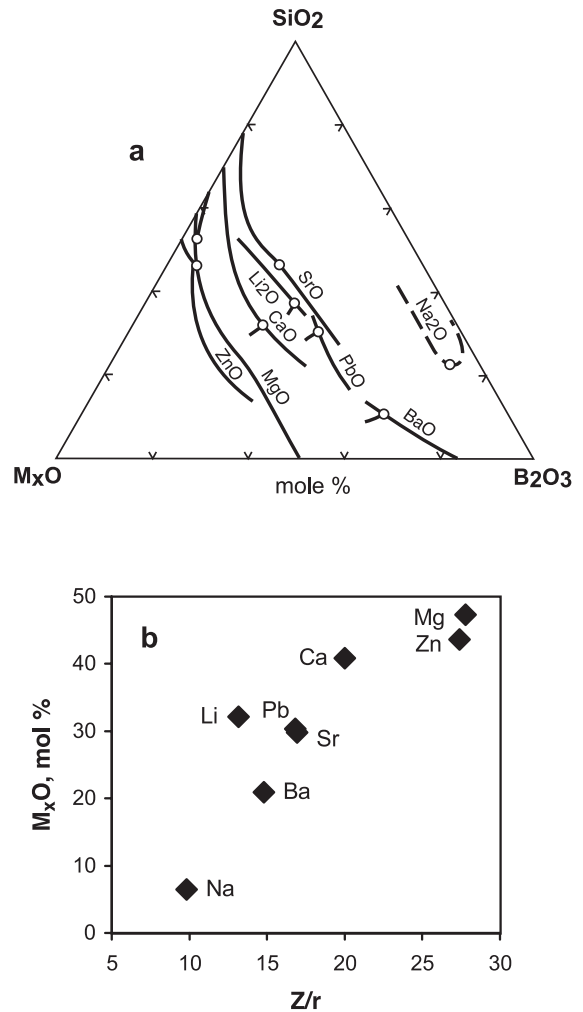 SiO2
a
Li2O
SrO
CaO
Na2O
ZnO
MgO
PbO
BaO
MxO
mole %
B2O3
50
b
Mg
Zn
Ca
40
Li
Pb
Sr
30
Ba
20
10
Na
0
MxO, mol %
5
10
15
20
25
30
Z/r